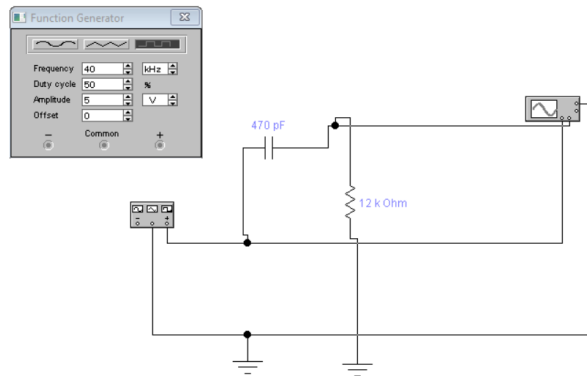 Function Generator
Frequency 40 kHz
Duty cycle 50 %
Amplitude 5 V
Offset 0
− Common +
470 pF
12 k Ohm
− +